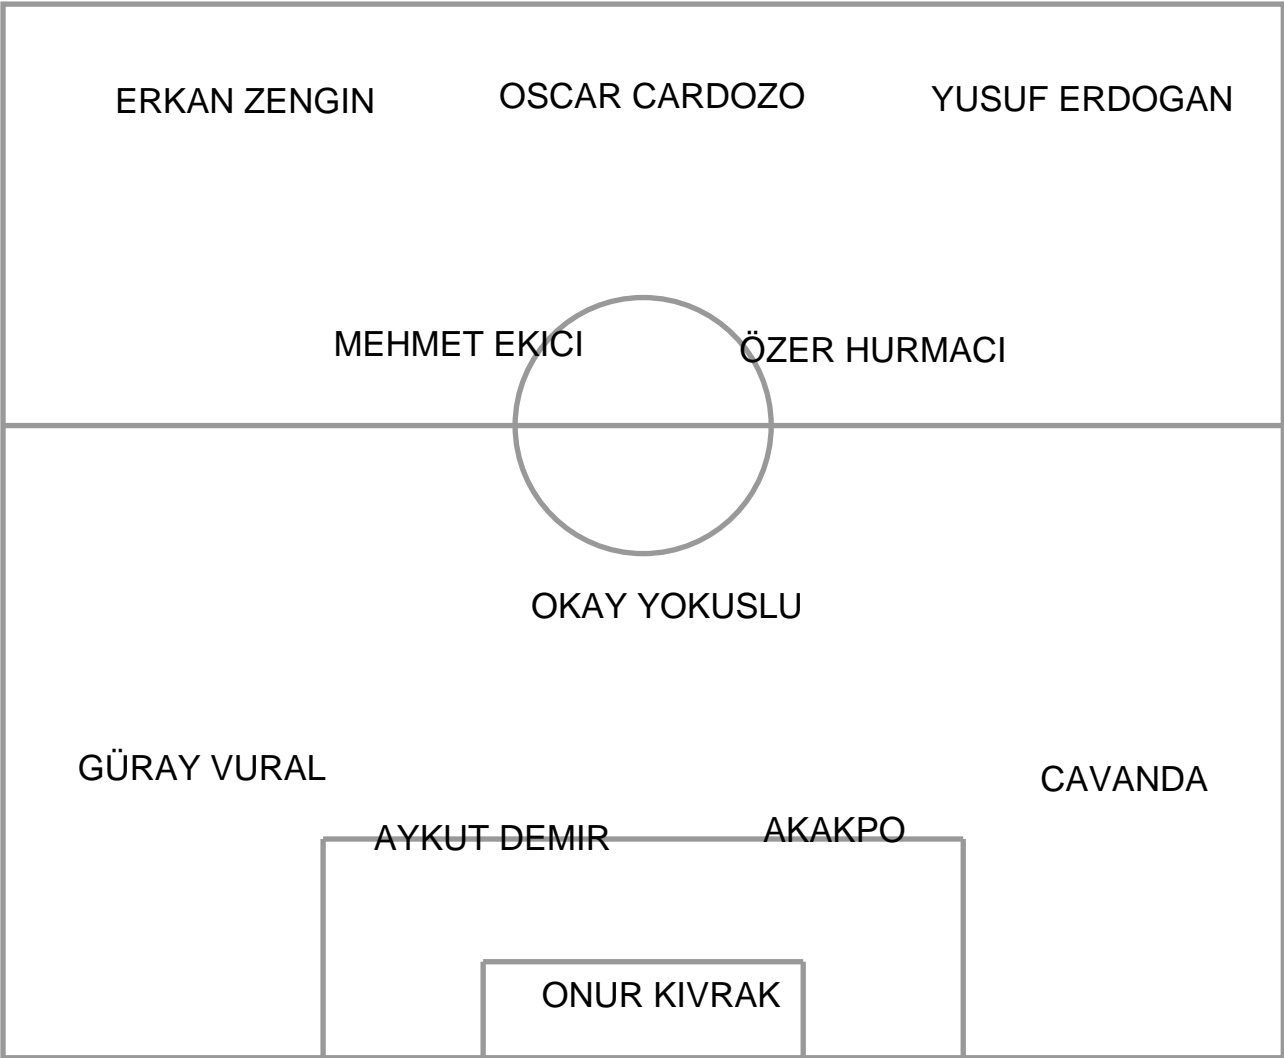 ERKAN ZENGIN
OSCAR CARDOZO
YUSUF ERDOGAN
MEHMET EKICI
ÖZER HURMACI
OKAY YOKUSLU
GÜRAY VURAL
CAVANDA
AYKUT DEMIR
AKAKPO
ONUR KIVRAK